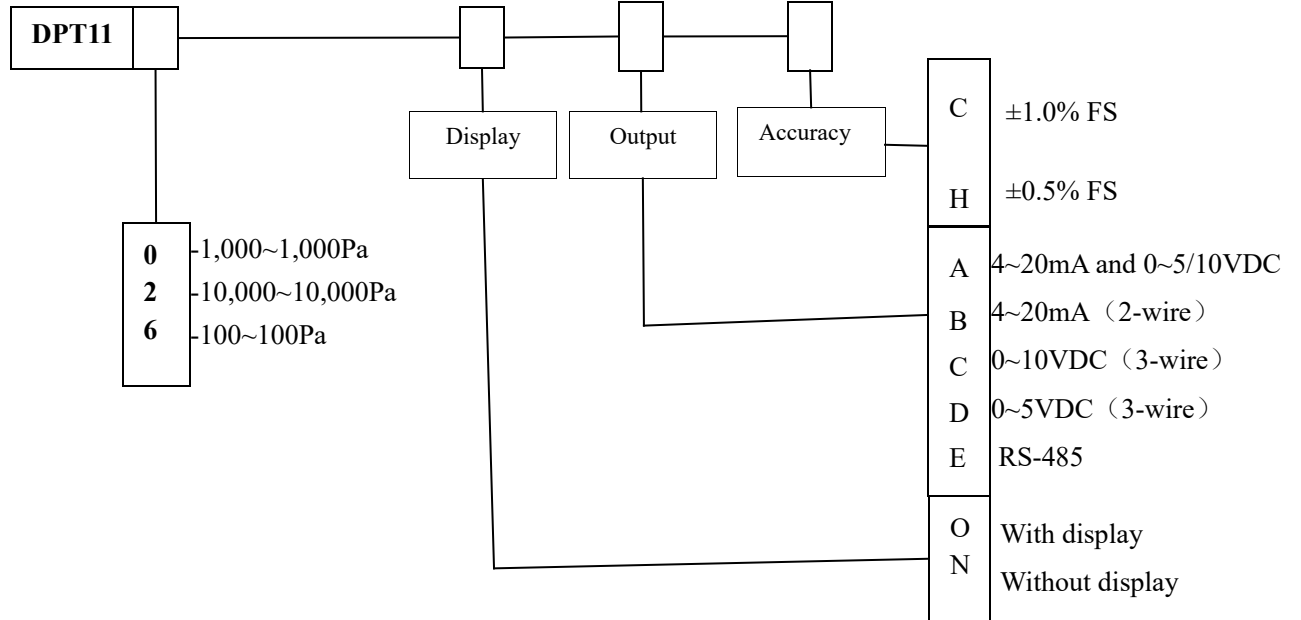 DPT11
Display
Output
Accuracy
C ±1.0% FS
H ±0.5% FS
0 -1,000~1,000Pa
2 -10,000~10,000Pa
6 -100~100Pa
A 4~20mA and 0~5/10VDC
B 4~20mA（2-wire）
C 0~10VDC（3-wire）
D 0~5VDC（3-wire）
E RS-485
O With display
N Without display